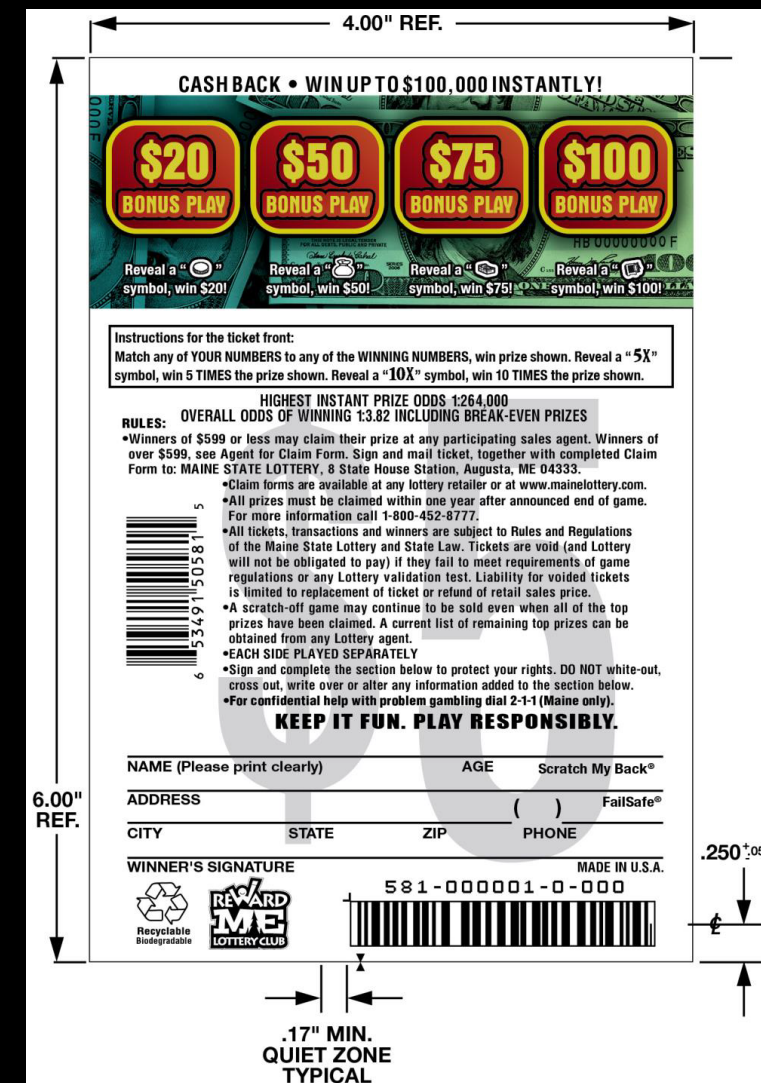 4.00" REF.
CASH BACK • WIN UP TO $100,000 INSTANTLY!
$20 BONUS PLAY
$50 BONUS PLAY
$75 BONUS PLAY
$100 BONUS PLAY
HB 00000000 F
Reveal a " " symbol, win $20!
Reveal a " " symbol, win $50!
Reveal a " " symbol, win $75!
Reveal a " " symbol, win $100!
Instructions for the ticket front:
Match any of YOUR NUMBERS to any of the WINNING NUMBERS, win prize shown. Reveal a "5X"
symbol, win 5 TIMES the prize shown. Reveal a "10X" symbol, win 10 TIMES the prize shown.
HIGHEST INSTANT PRIZE ODDS 1:264,000
OVERALL ODDS OF WINNING 1:3.82 INCLUDING BREAK-EVEN PRIZES
RULES:
•Winners of $599 or less may claim their prize at any participating sales agent. Winners of
over $599, see Agent for Claim Form. Sign and mail ticket, together with completed Claim
Form to: MAINE STATE LOTTERY, 8 State House Station, Augusta, ME 04333.
•Claim forms are available at any lottery retailer or at www.mainelottery.com.
•All prizes must be claimed within one year after announced end of game.
For more information call 1-800-452-8777.
•All tickets, transactions and winners are subject to Rules and Regulations
of the Maine State Lottery and State Law. Tickets are void (and Lottery
will not be obligated to pay) if they fail to meet requirements of game
regulations or any Lottery validation test. Liability for voided tickets
is limited to replacement of ticket or refund of retail sales price.
•A scratch-off game may continue to be sold even when all of the top
prizes have been claimed. A current list of remaining top prizes can be
obtained from any Lottery agent.
•EACH SIDE PLAYED SEPARATELY
•Sign and complete the section below to protect your rights. DO NOT white-out,
cross out, write over or alter any information added to the section below.
•For confidential help with problem gambling dial 2-1-1 (Maine only).
KEEP IT FUN. PLAY RESPONSIBLY.
$5
6 53491 50581 5
NAME (Please print clearly) AGE Scratch My Back®
ADDRESS ( ) FailSafe®
CITY STATE ZIP PHONE
WINNER'S SIGNATURE MADE IN U.S.A.
6.00" REF.
Recyclable
Biodegradable
REWARD
ME
LOTTERY CLUB
581-000001-0-000
.250
℄
.17" MIN.
QUIET ZONE
TYPICAL